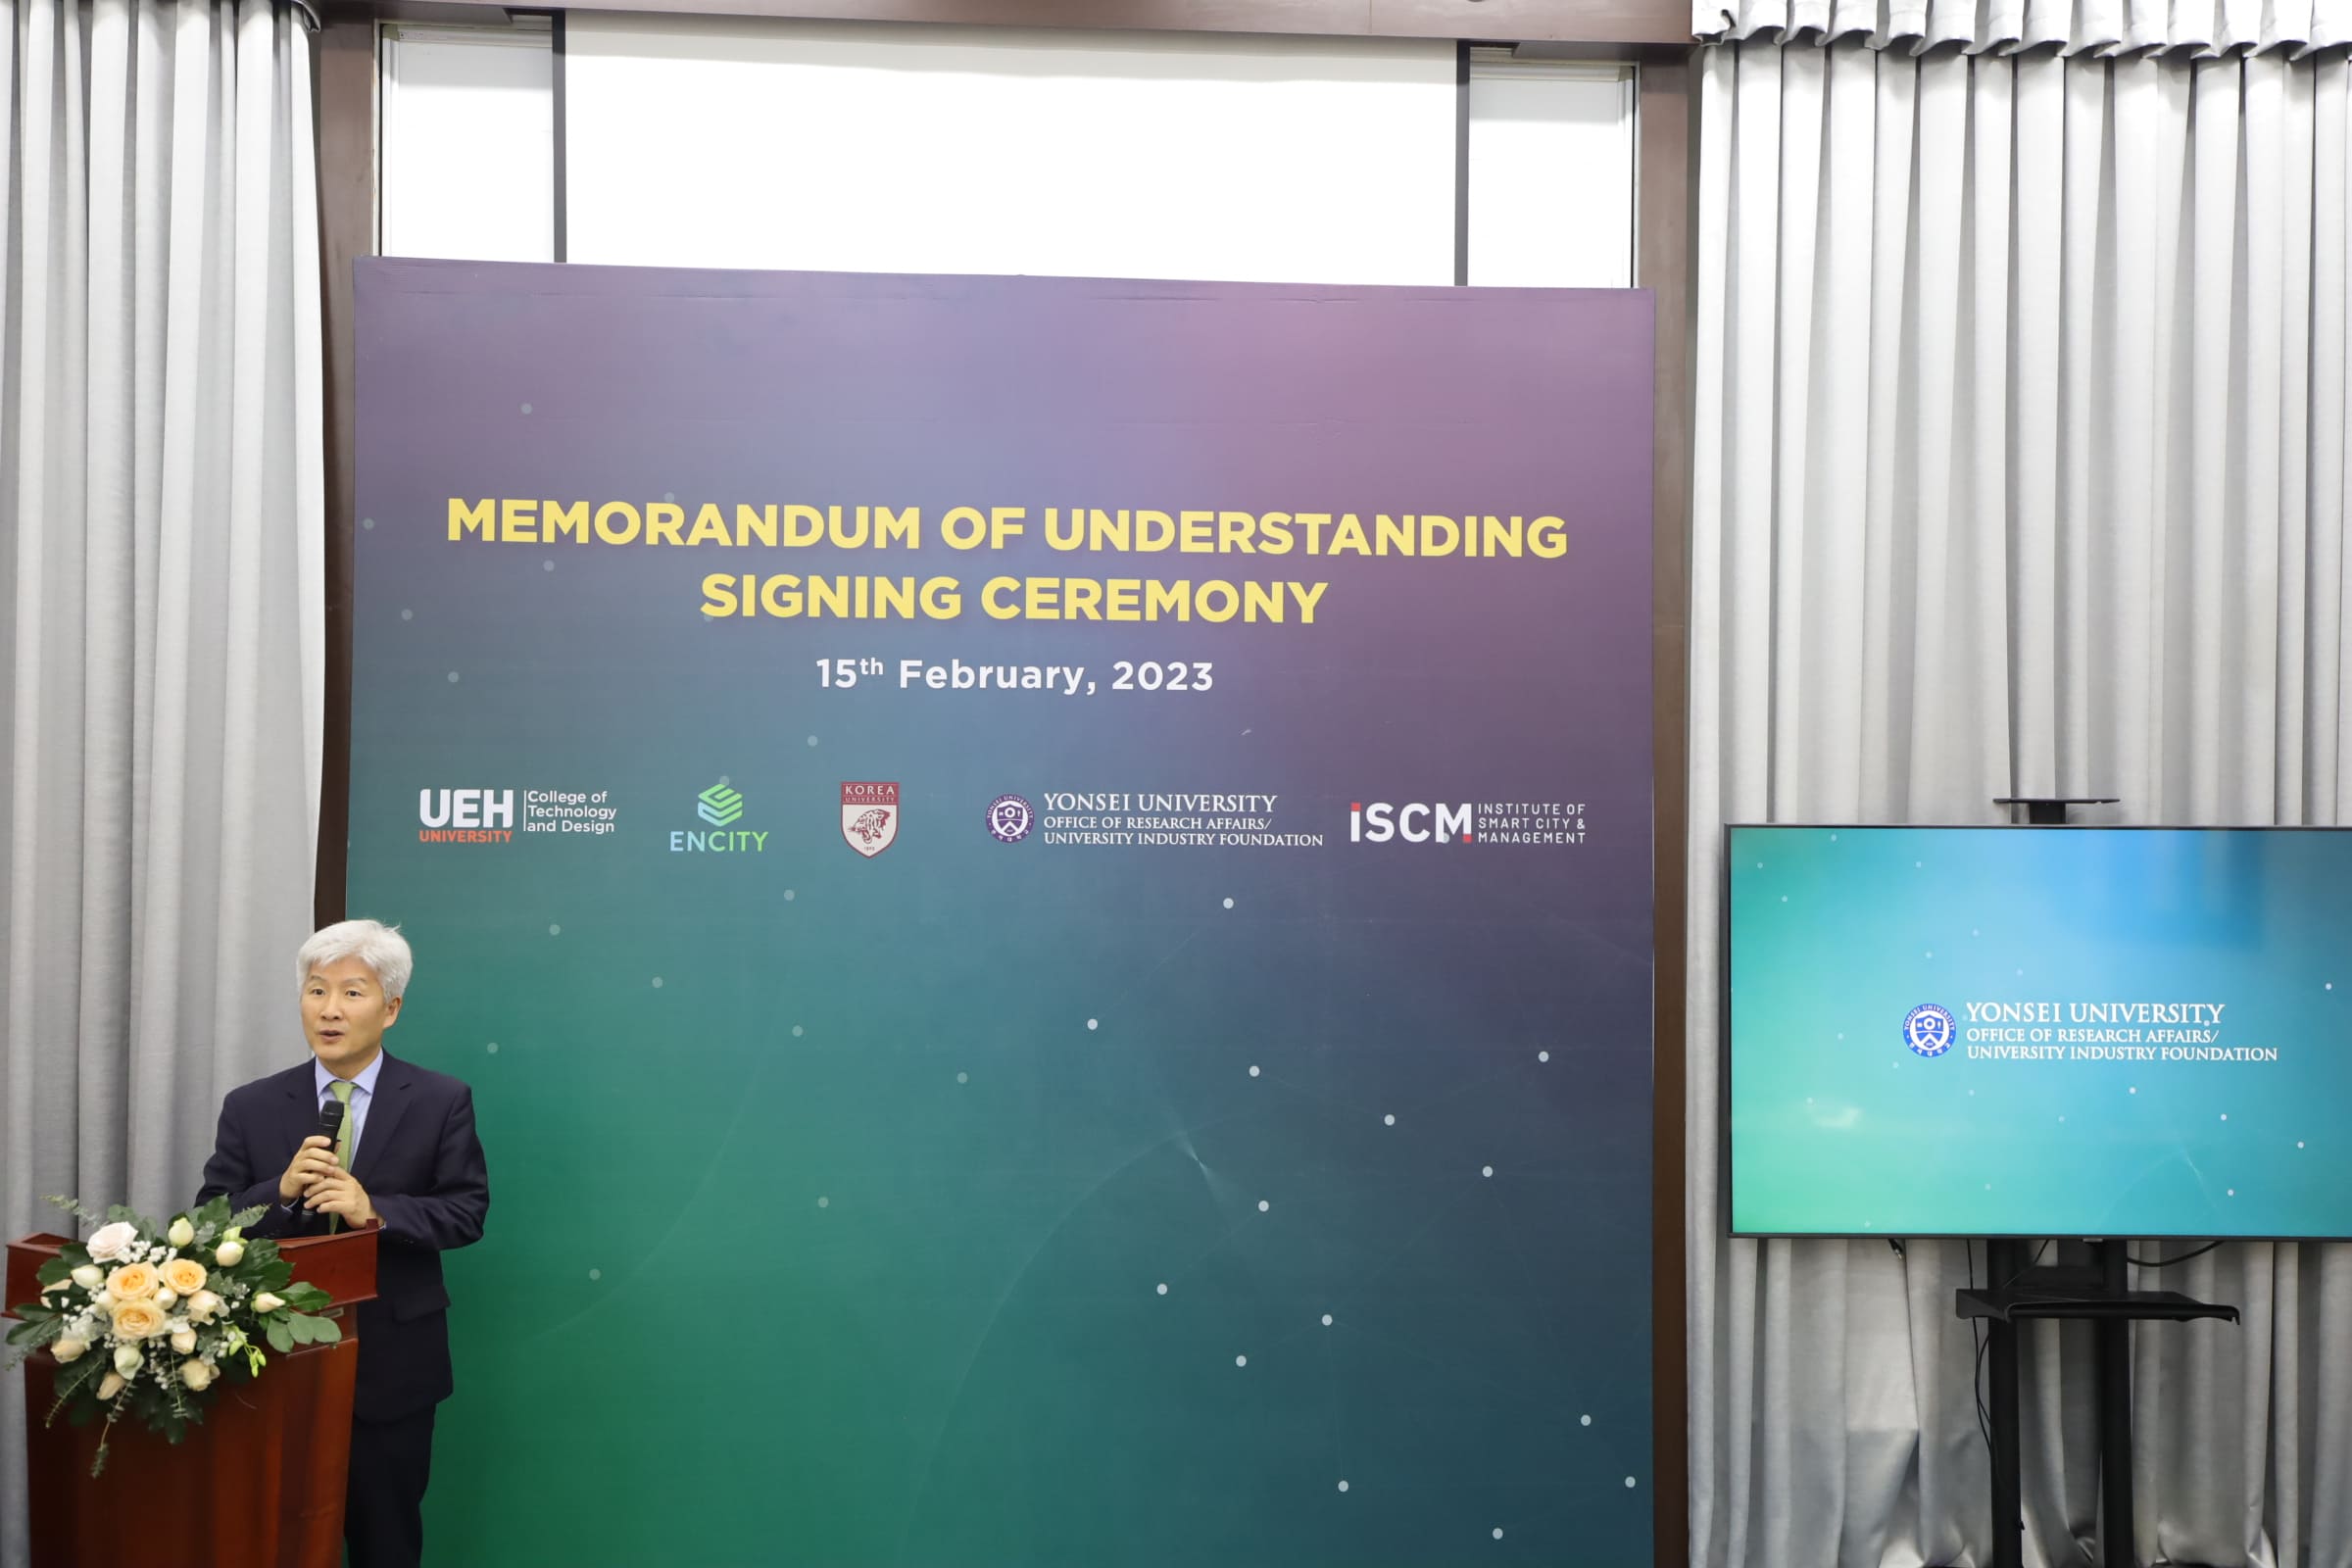 MEMORANDUM OF UNDERSTANDING
SIGNING CEREMONY
15th February, 2023
UEH
UNIVERSITY
College of
Technology
and Design
ENCITY
KOREA
UNIVERSITY
1905
YONSEI UNIVERSITY
OFFICE OF RESEARCH AFFAIRS/
UNIVERSITY INDUSTRY FOUNDATION
iSCM
INSTITUTE OF
SMART CITY &
MANAGEMENT
YONSEI UNIVERSITY
OFFICE OF RESEARCH AFFAIRS/
UNIVERSITY INDUSTRY FOUNDATION